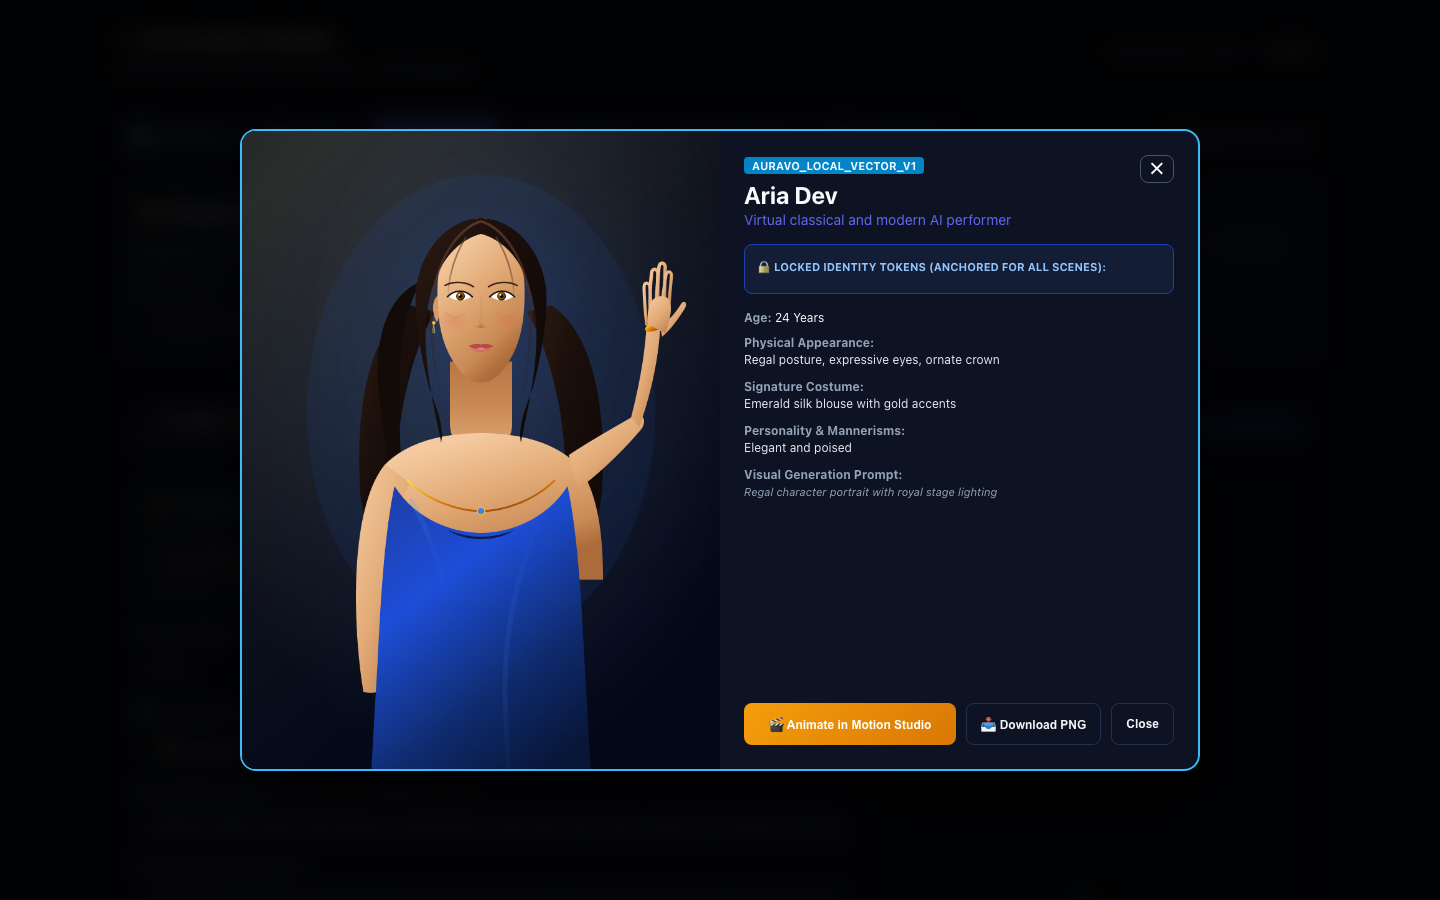 AURAVO_LOCAL_VECTOR_V1
Aria Dev
Virtual classical and modern AI performer
LOCKED IDENTITY TOKENS (ANCHORED FOR ALL SCENES):
Age: 24 Years
Physical Appearance:
Regal posture, expressive eyes, ornate crown
Signature Costume:
Emerald silk blouse with gold accents
Personality & Mannerisms:
Elegant and poised
Visual Generation Prompt:
Regal character portrait with royal stage lighting
Animate in Motion Studio
Download PNG
Close